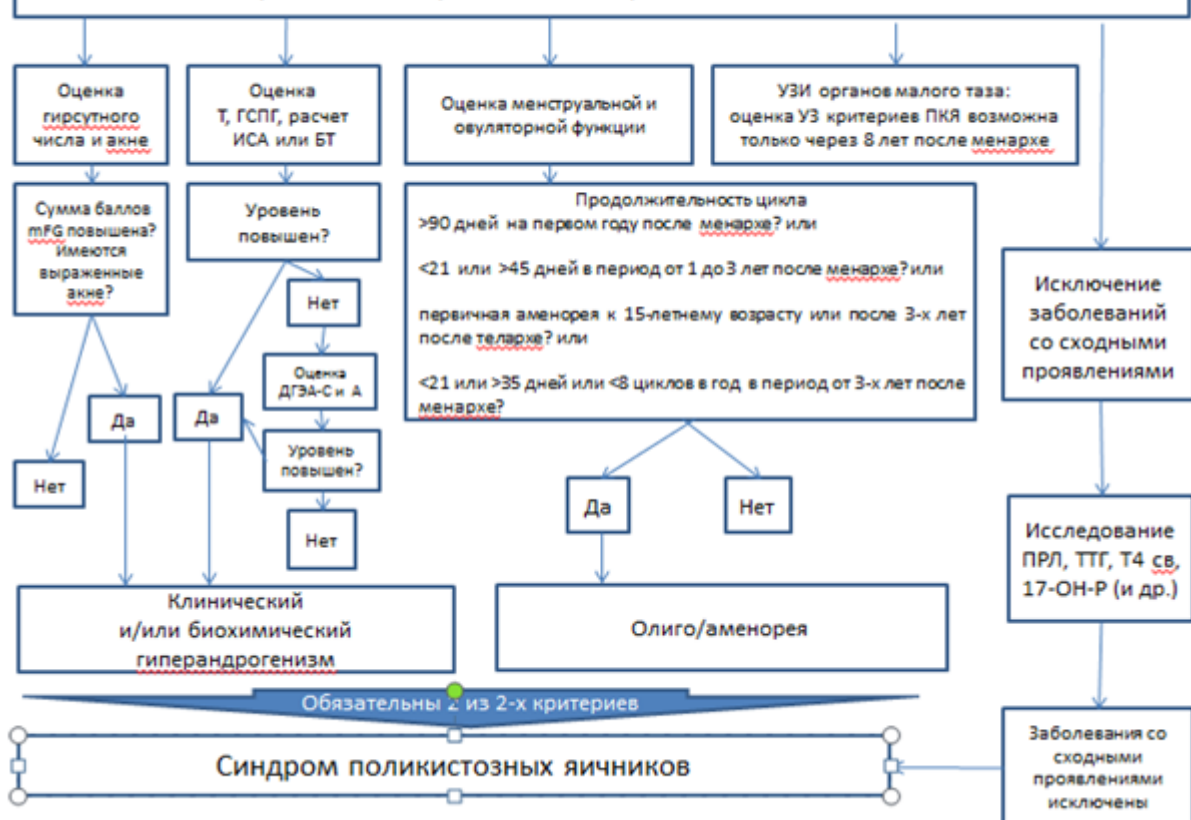 Оценка
гирсутного
числа и акне
Оценка
Т, ГСПГ, расчет
ИСА или БТ
Оценка менструальной и
овуляторной функции
УЗИ органов малого таза:
оценка УЗ критериев ПКЯ возможна
только через 8 лет после менархе
Сумма баллов
mFG повышена?
Имеются
выраженные
акне?
Уровень
повышен?
Продолжительность цикла
>90 дней на первом году после менархе? или
<21 или >45 дней в период от 1 до 3 лет после менархе? или
первичная аменорея к 15-летнему возрасту или после 3-х лет
после телархе? или
<21 или >35 дней или <8 циклов в год в период от 3-х лет после
менархе?
Исключение
заболеваний
со сходными
проявлениями
Нет
Оценка
ДГЭА-С и А
Да
Да
Уровень
повышен?
Нет
Нет
Да
Нет
Исследование
ПРЛ, ТТГ, Т4 св,
17-ОН-Р (и др.)
Клинический
и/или биохимический
гиперандрогенизм
Олиго/аменорея
Обязательны 2 из 2-х критериев
Синдром поликистозных яичников
Заболевания со
сходными
проявлениями
исключены